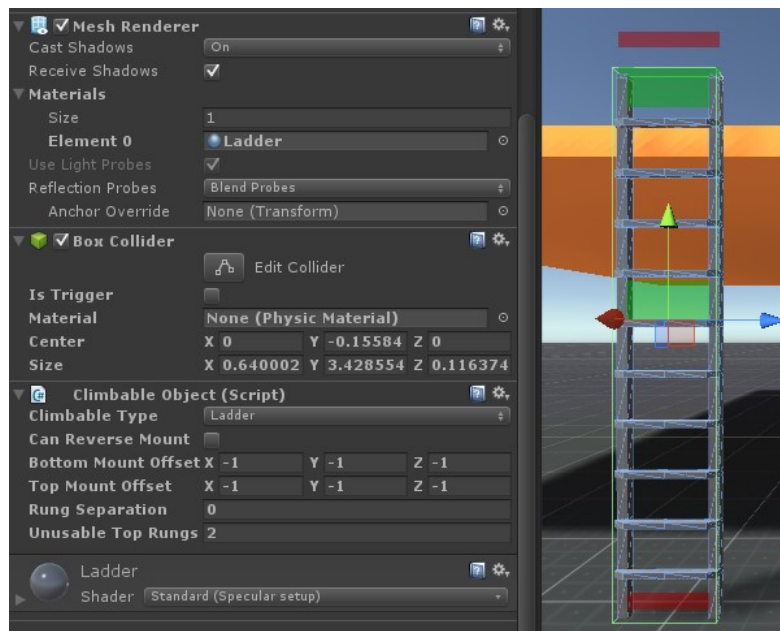 Mesh Renderer
Cast Shadows On
Receive Shadows
Materials
Size 1
Element 0 Ladder
Use Light Probes
Reflection Probes Blend Probes
Anchor Override None (Transform)
Box Collider
Edit Collider
Is Trigger
Material None (Physic Material)
Center X 0 Y -0.15584 Z 0
Size X 0.640002 Y 3.428554 Z 0.116374
Climbable Object (Script)
Climbable Type Ladder
Can Reverse Mount
Bottom Mount Offset X -1 Y -1 Z -1
Top Mount Offset X -1 Y -1 Z -1
Rung Separation 0
Unusable Top Rungs 2
Ladder
Shader Standard (Specular setup)